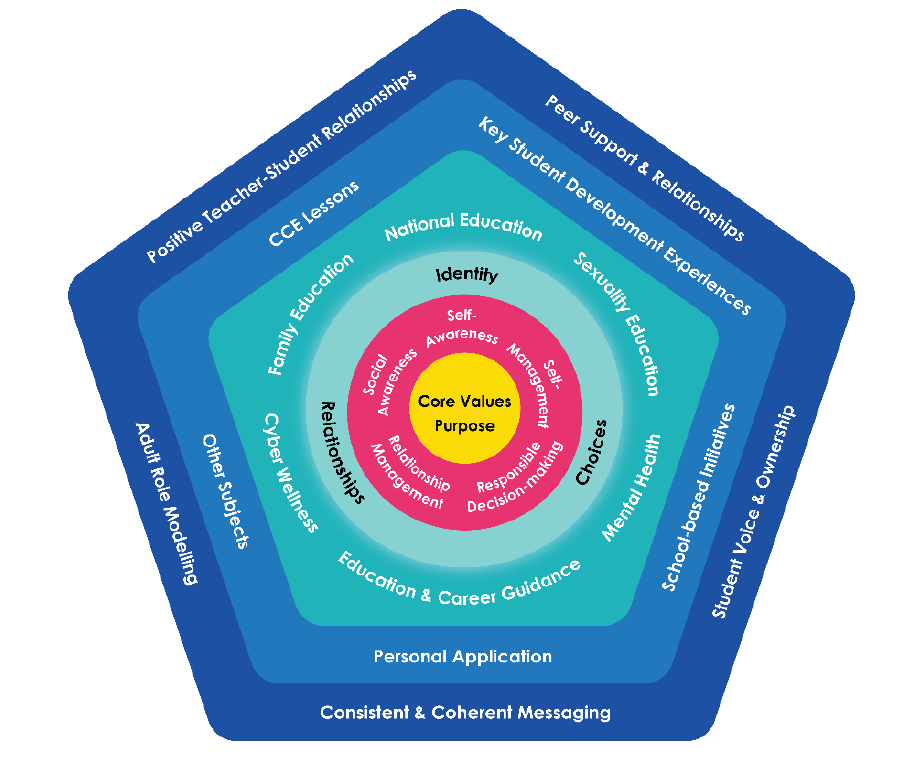 Positive Teacher-Student Relationships
Peer Support & Relationships
CCE Lessons
Key Student Development Experiences
National Education
Family Education
Sexuality Education
Identity
Self-
Awareness
Social
Awareness
Self-
Management
Core Values
Purpose
Relationships
Choices
Relationship
Management
Responsible
Decision-making
Cyber Wellness
Mental Health
Education & Career Guidance
Other Subjects
School-based Initiatives
Adult Role Modelling
Student Voice & Ownership
Personal Application
Consistent & Coherent Messaging